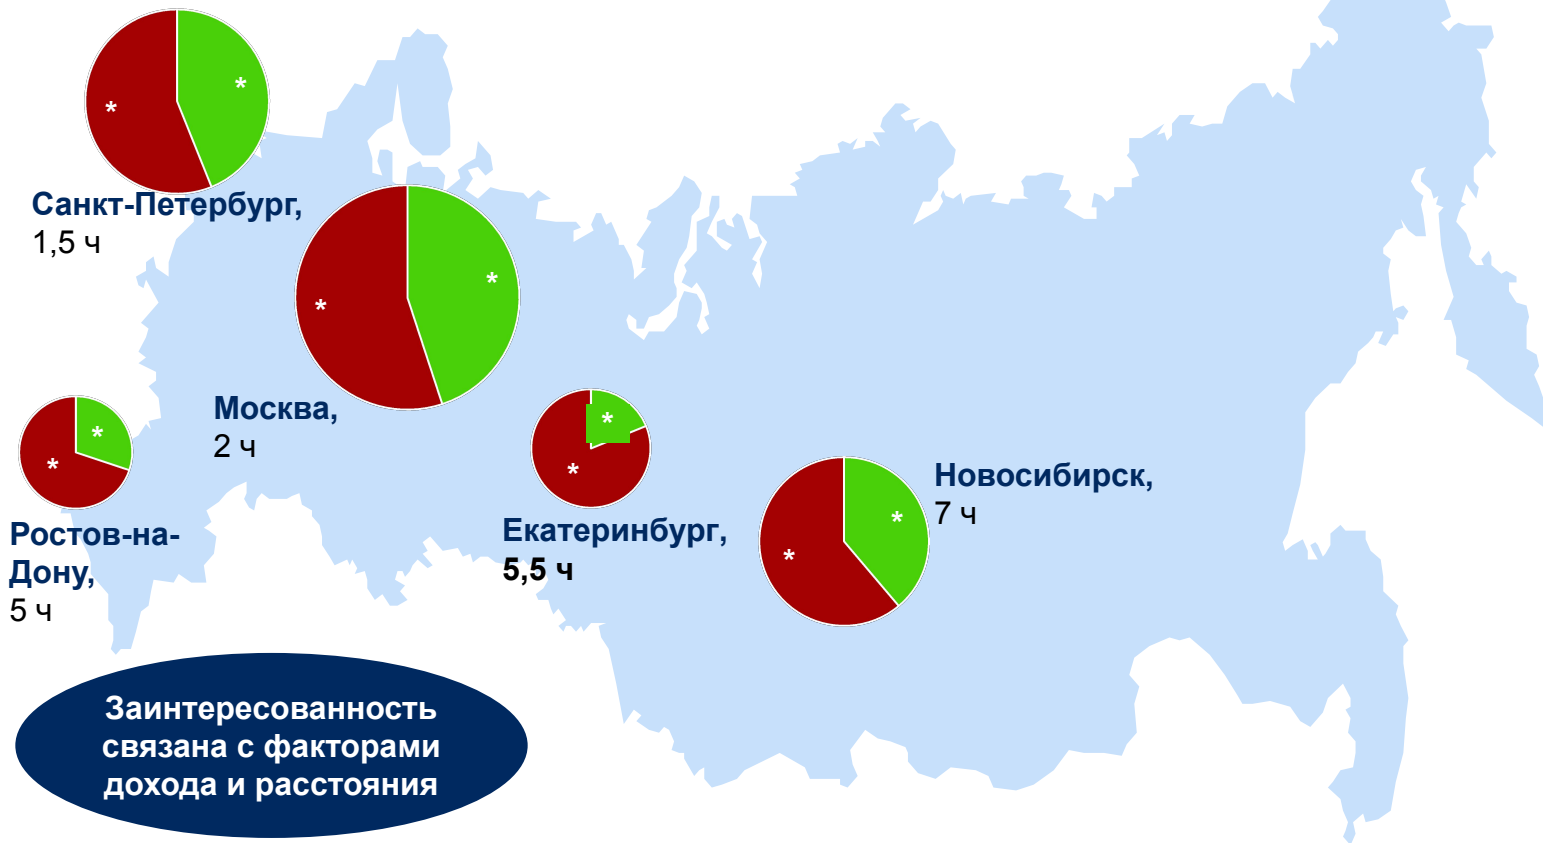 *
*
Санкт-Петербург,
1,5 ч
*
*
Москва,
2 ч
*
*
Ростов-на-
Дону,
5 ч
*
*
Екатеринбург,
5,5 ч
*
*
Новосибирск,
7 ч
Заинтересованность
связана с факторами
дохода и расстояния